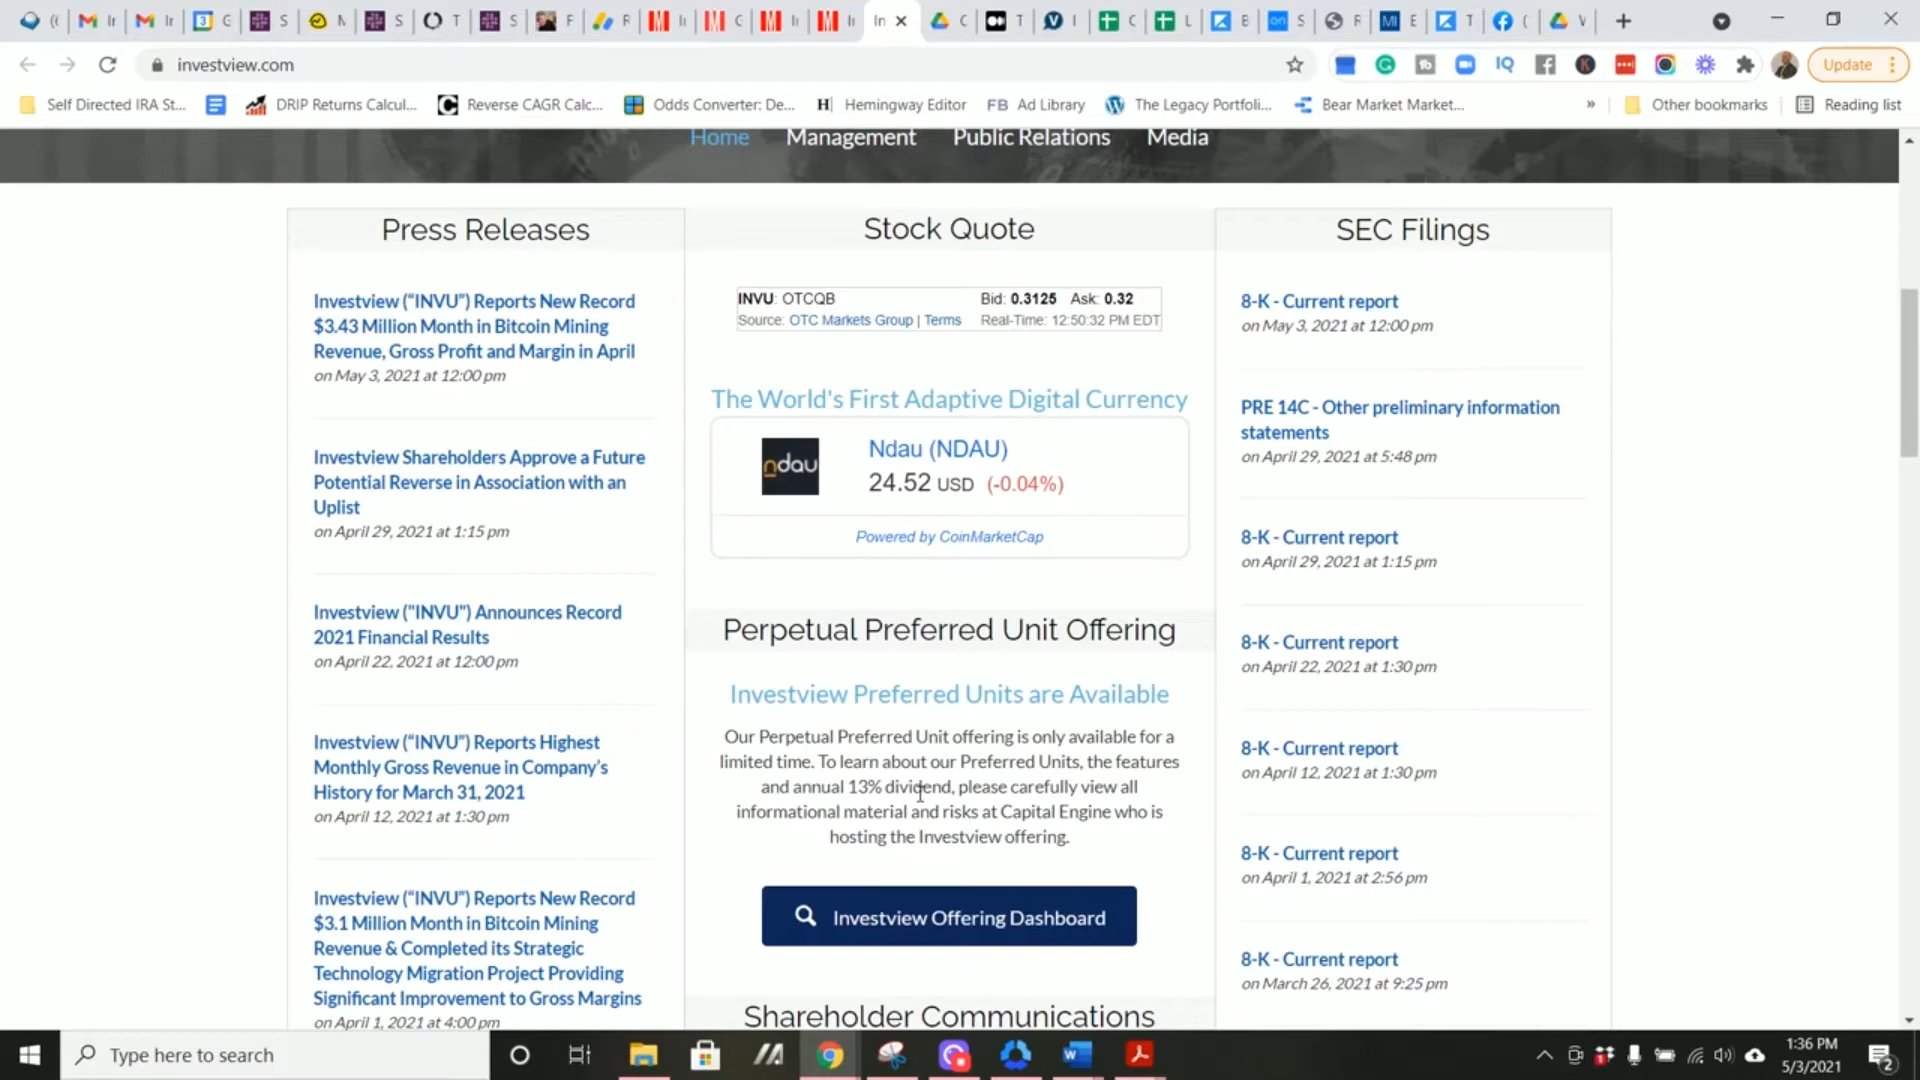 investview.com
Update
Self Directed IRA St...
DRIP Returns Calcul...
Reverse CAGR Calc...
Odds Converter: De...
Hemingway Editor
FB Ad Library
The Legacy Portfoli...
Bear Market Market...
»
Other bookmarks
Reading list
Home
Management
Public Relations
Media
Press Releases
Investview (“INVU”) Reports New Record
$3.43 Million Month in Bitcoin Mining
Revenue, Gross Profit and Margin in April
on May 3, 2021 at 12:00 pm
Investview Shareholders Approve a Future
Potential Reverse in Association with an
Uplist
on April 29, 2021 at 1:15 pm
Investview ("INVU") Announces Record
2021 Financial Results
on April 22, 2021 at 12:00 pm
Investview (“INVU”) Reports Highest
Monthly Gross Revenue in Company’s
History for March 31, 2021
on April 12, 2021 at 1:30 pm
Investview (“INVU”) Reports New Record
$3.1 Million Month in Bitcoin Mining
Revenue & Completed its Strategic
Technology Migration Project Providing
Significant Improvement to Gross Margins
on April 1, 2021 at 4:00 pm
Stock Quote
INVU: OTCQB Bid: 0.3125 Ask: 0.32
Source: OTC Markets Group | Terms Real-Time: 12:50:32 PM EDT
The World's First Adaptive Digital Currency
ndau
Ndau (NDAU)
24.52 USD (-0.04%)
Powered by CoinMarketCap
Perpetual Preferred Unit Offering
Investview Preferred Units are Available
Our Perpetual Preferred Unit offering is only available for a
limited time. To learn about our Preferred Units, the features
and annual 13% dividend, please carefully view all
informational material and risks at Capital Engine who is
hosting the Investview offering.
Investview Offering Dashboard
Shareholder Communications
SEC Filings
8-K - Current report
on May 3, 2021 at 12:00 pm
PRE 14C - Other preliminary information
statements
on April 29, 2021 at 5:48 pm
8-K - Current report
on April 29, 2021 at 1:15 pm
8-K - Current report
on April 22, 2021 at 1:30 pm
8-K - Current report
on April 12, 2021 at 1:30 pm
8-K - Current report
on April 1, 2021 at 2:56 pm
8-K - Current report
on March 26, 2021 at 9:25 pm
Type here to search
1:36 PM
5/3/2021
2